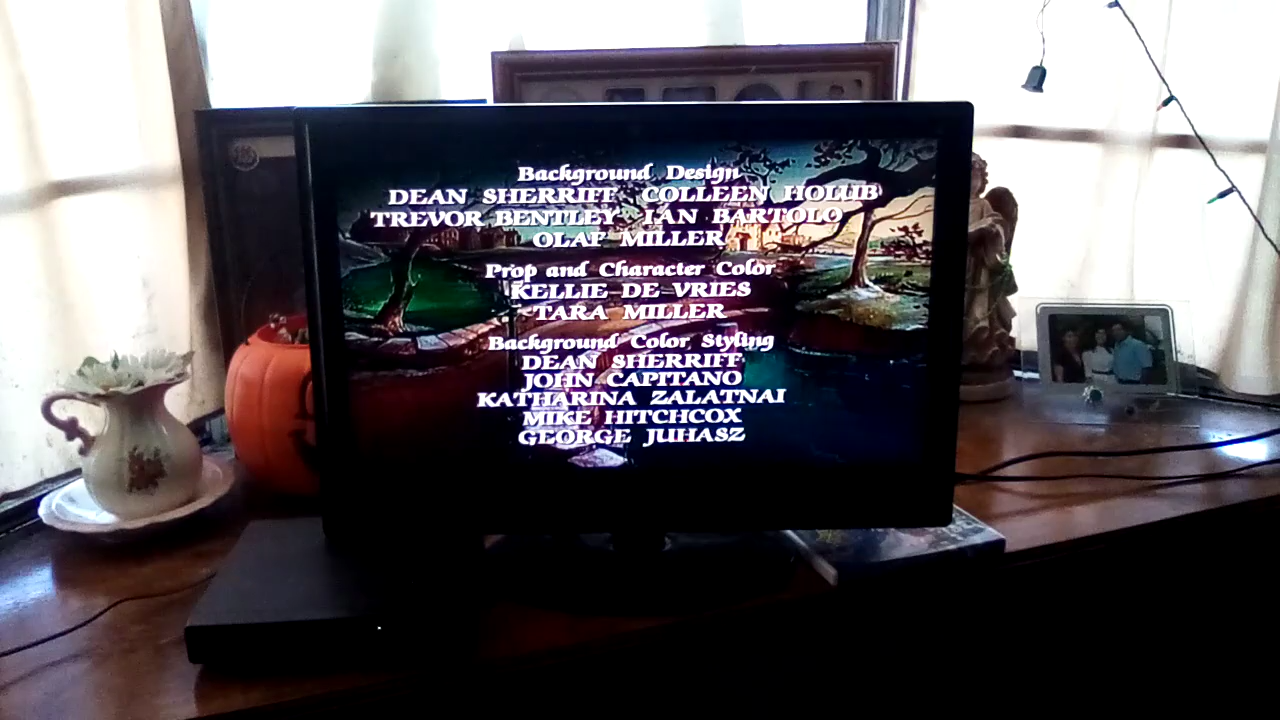 Background Design
DEAN SHERRIFF COLLEEN HOLUB
TREVOR BENTLEY IAN BARTOLO
OLAF MILLER
Prop and Character Color
KELLIE DE VRIES
TARA MILLER
Background Color Styling
DEAN SHERRIFF
JOHN CAPITANO
KATHARINA ZALATNAI
MIKE HITCHCOX
GEORGE JUHASZ